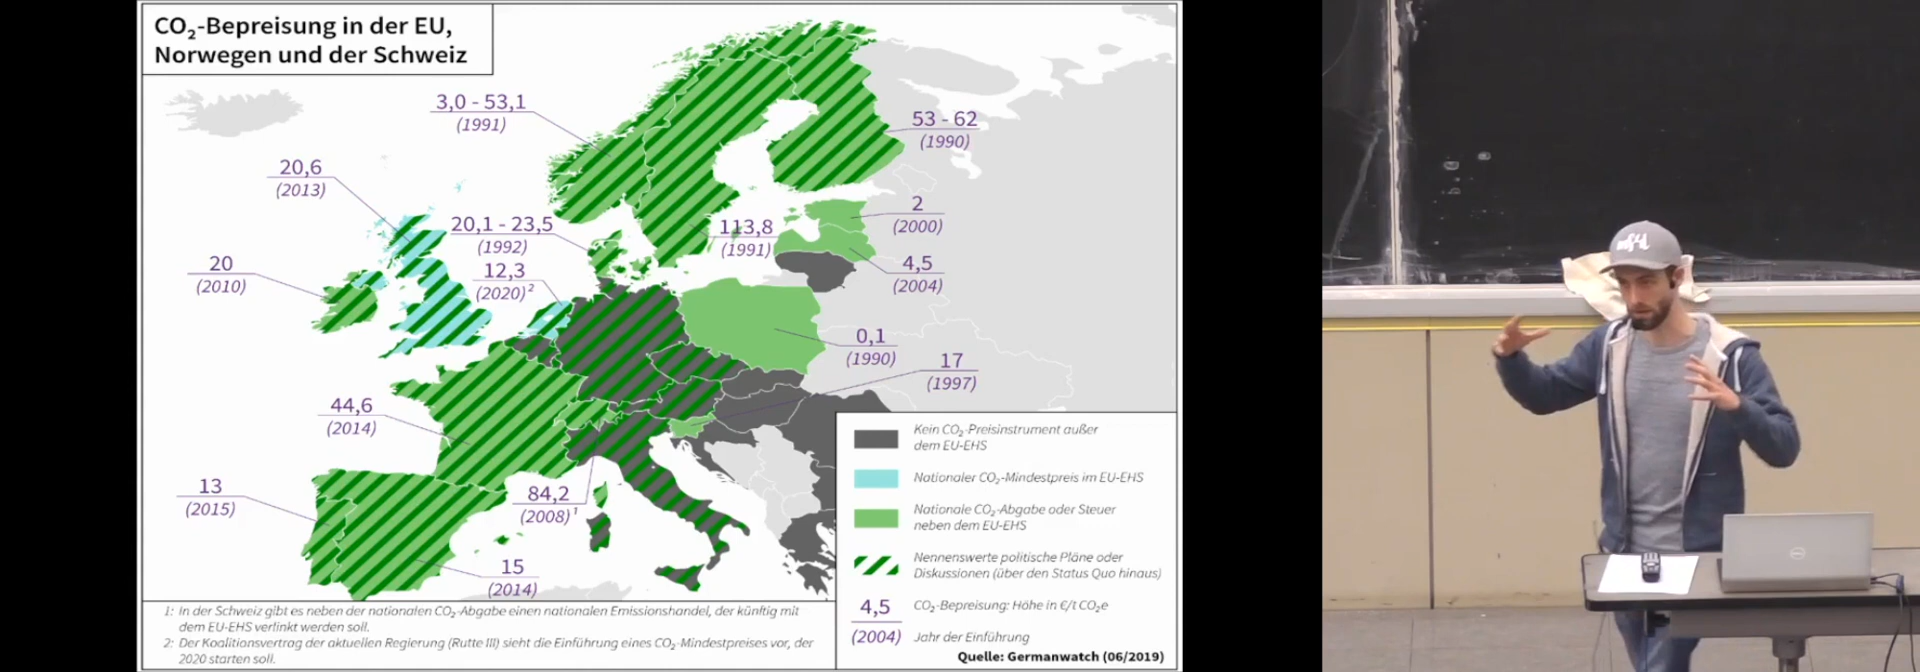 CO₂-Bepreisung in der EU,
Norwegen und der Schweiz
3,0 - 53,1
(1991)
53 - 62
(1990)
20,6
(2013)
20,1 - 23,5
(1992)
113,8
(1991)
2
(2000)
20
(2010)
12,3
(2020)²
4,5
(2004)
0,1
(1990)
17
(1997)
44,6
(2014)
13
(2015)
84,2
(2008)¹
15
(2014)
Kein CO₂-Preisinstrument außer
dem EU-EHS
Nationaler CO₂-Mindestpreis im EU-EHS
Nationale CO₂-Abgabe oder Steuer
neben dem EU-EHS
Nennenswerte politische Pläne oder
Diskussionen (über den Status Quo hinaus)
4,5 CO₂-Bepreisung: Höhe in €/t CO₂e
(2004) Jahr der Einführung
Quelle: Germanwatch (06/2019)
1: In der Schweiz gibt es neben der nationalen CO₂-Abgabe einen nationalen Emissionshandel, der künftig mit
dem EU-EHS verlinkt werden soll.
2: Der Koalitionsvertrag der aktuellen Regierung (Rutte III) sieht die Einführung eines CO₂-Mindestpreises vor, der
2020 starten soll.